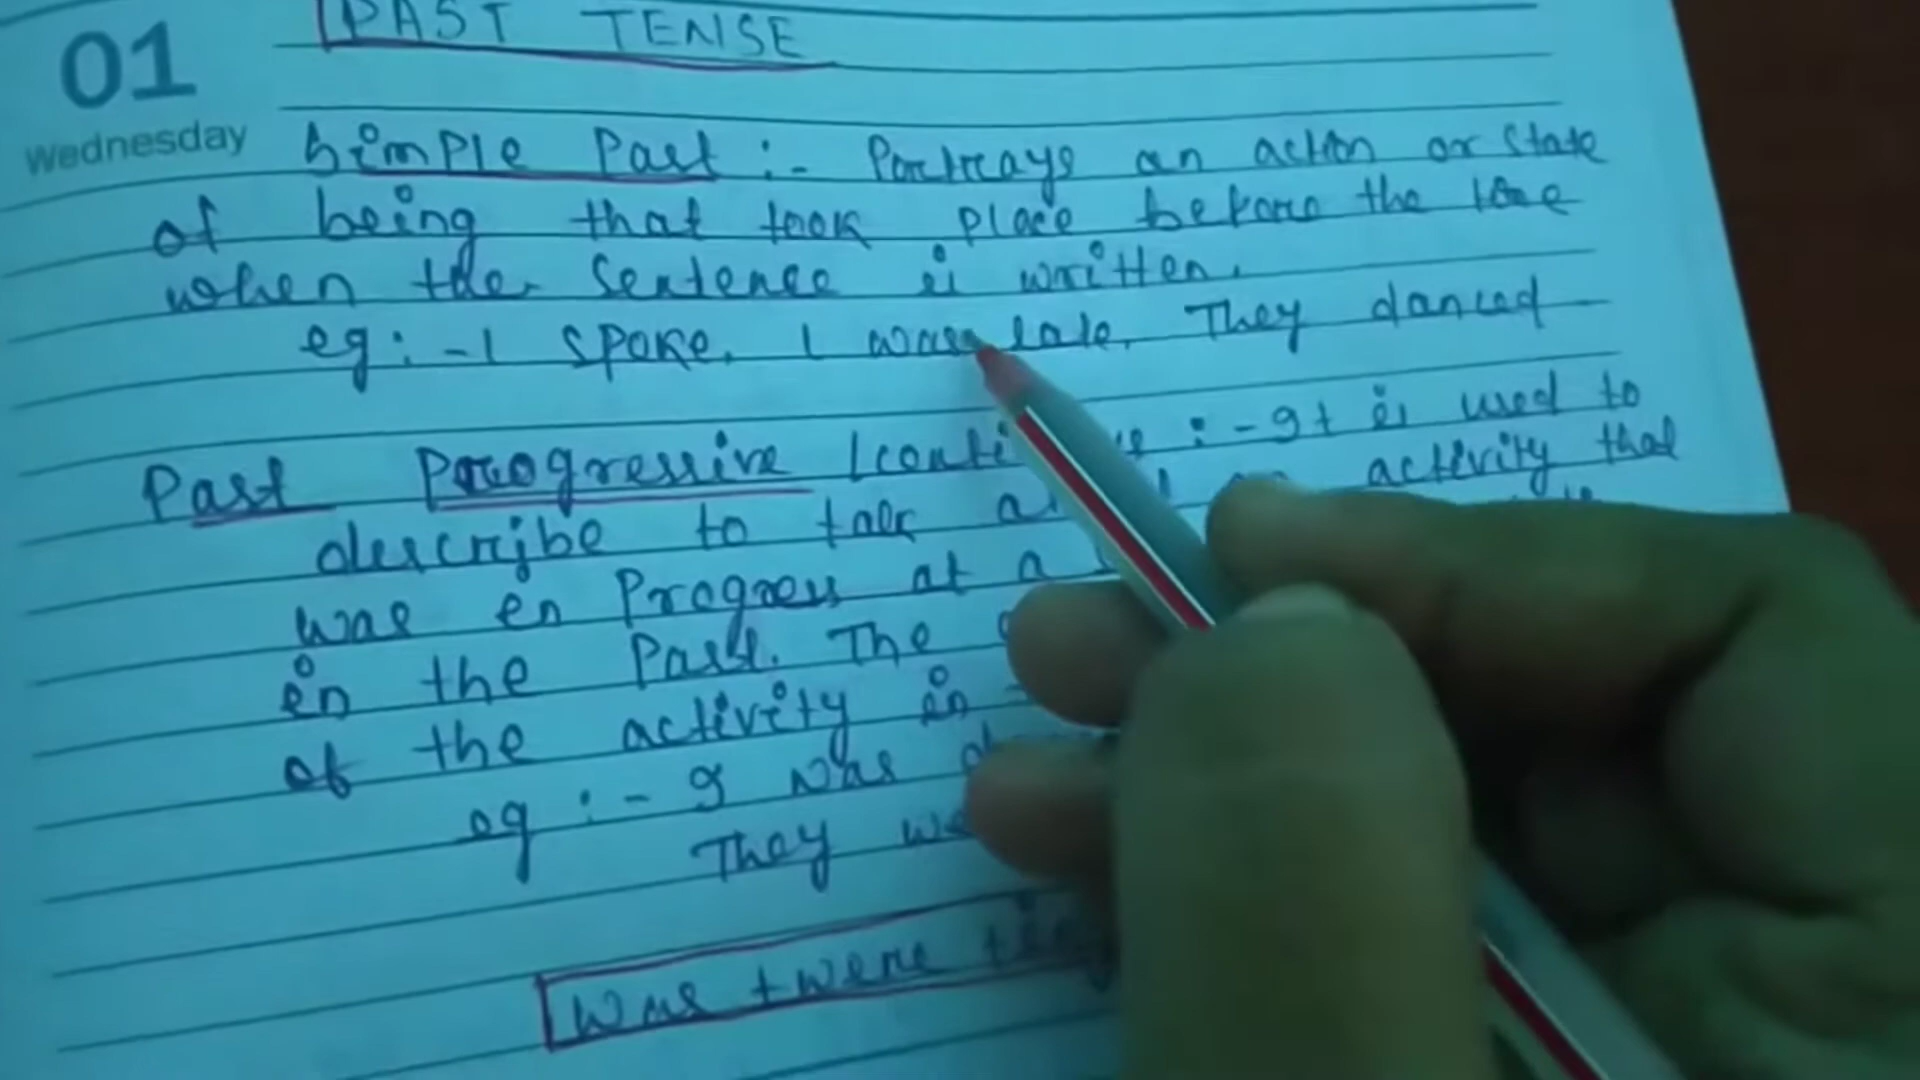 PAST TENSE
01
Wednesday
Simple Past :- Portrays an action or state
of being that took place before the time
when the sentence is written.
eg :- I spoke. I was late. They danced
Past Progressive :- It is used to
describe to talk activity that
was in Progress at a
in the Past. The
of the activity in
eg :- I was
They
was + were +